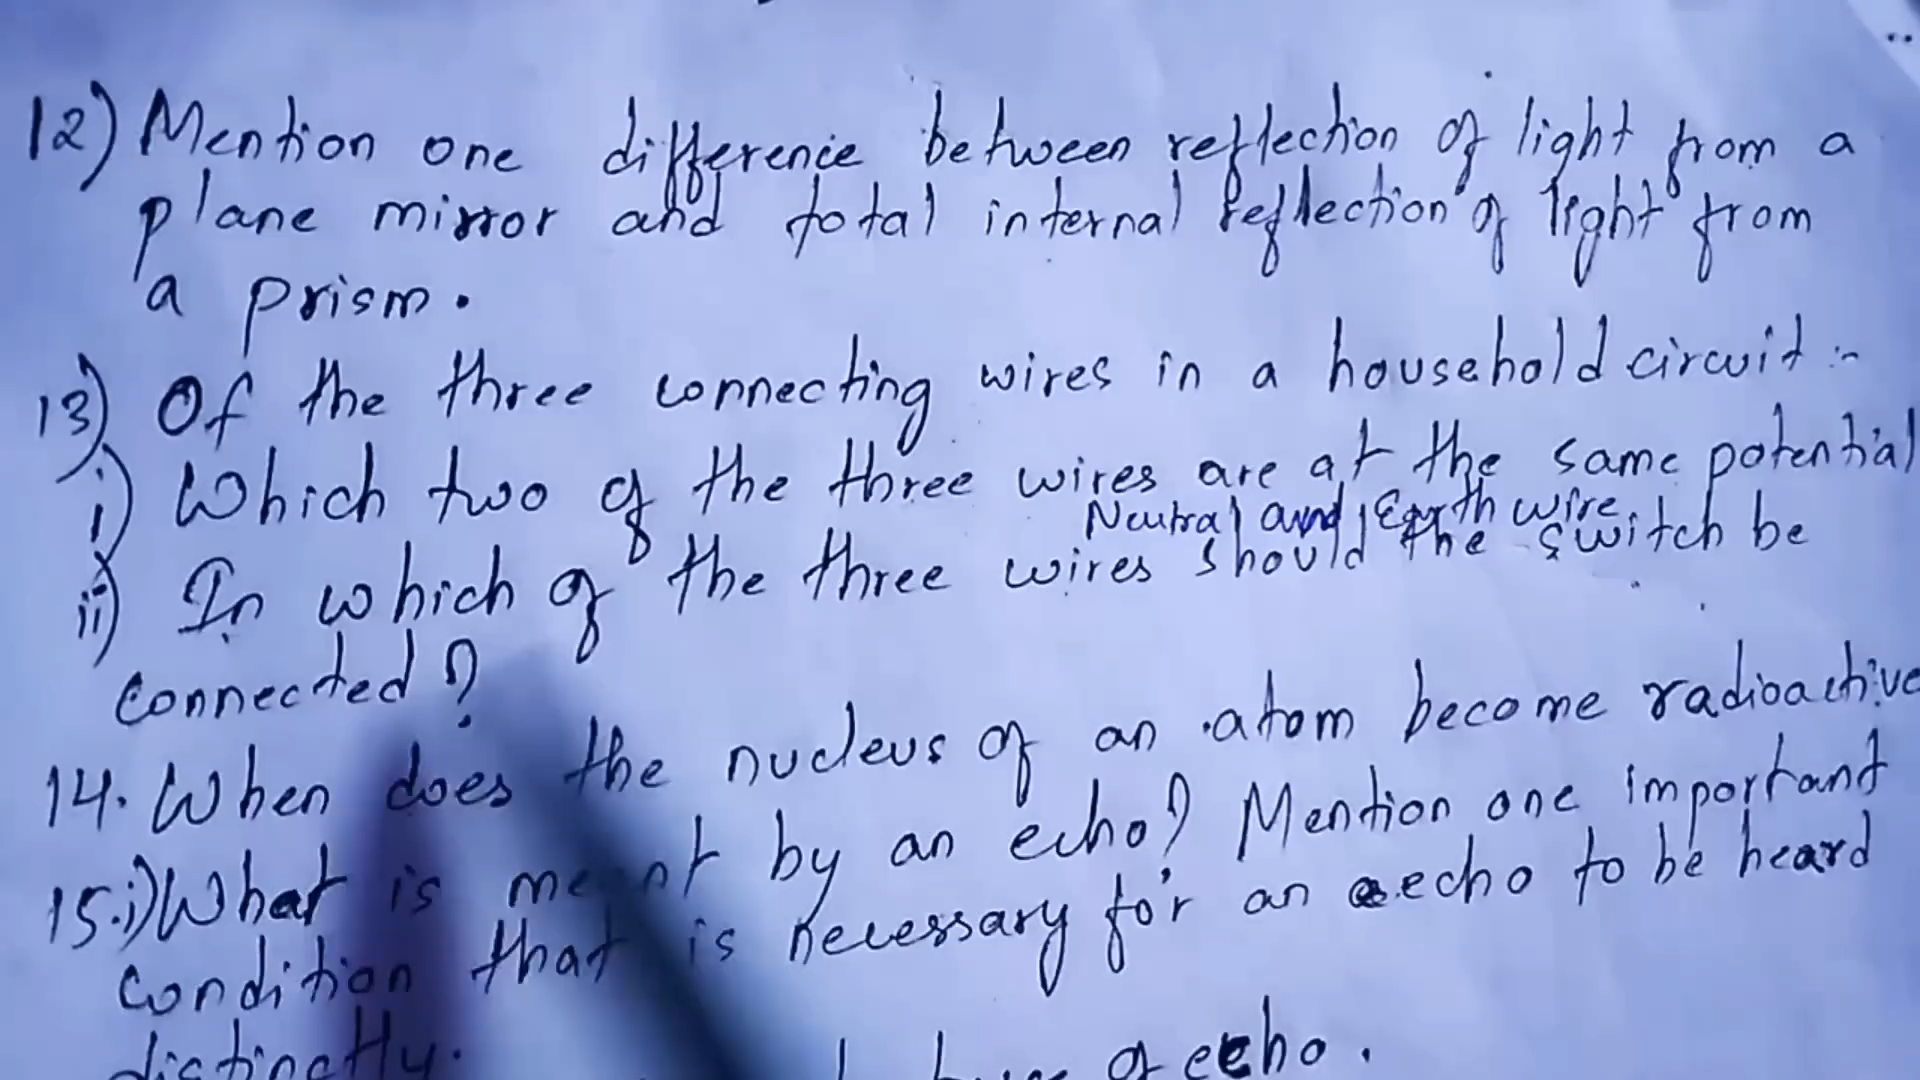 12) Mention one difference between reflection of light from a
plane mirror and total internal reflection of light from
a prism.
13) Of the three connecting wires in a household circuit :-
i) Which two of the three wires are at the same potential
Neutral and Earth wire
ii) In which of the three wires should the switch be
connected?
14. When does the nucleus of an atom become radioactive
15.i) What is meant by an echo? Mention one important
condition that is necessary for an echo to be heard
distinctly.
of echo.